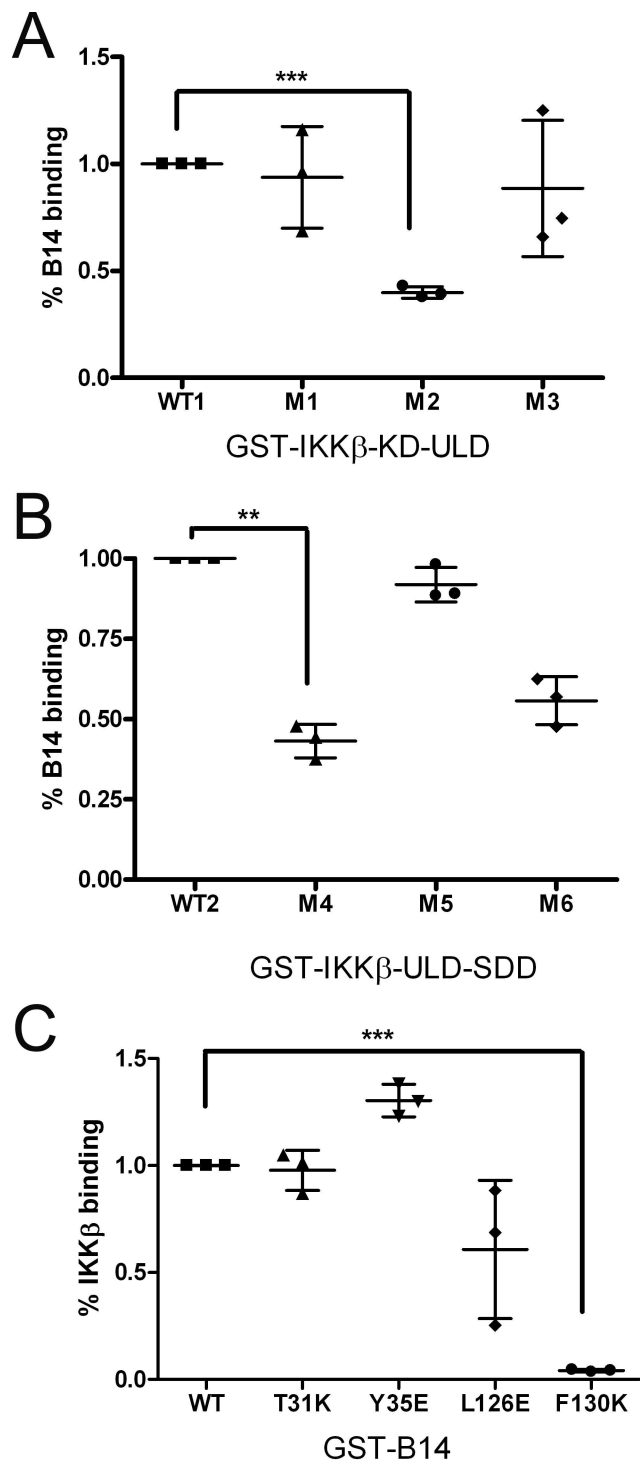 A
1.5
***
1.0
0.5
0.0
% B14 binding
WT1 M1 M2 M3
GST-IKKβ-KD-ULD
B
**
1.00
0.75
0.50
0.25
0.00
% B14 binding
WT2 M4 M5 M6
GST-IKKβ-ULD-SDD
C
***
1.5
1.0
0.5
0.0
% IKKβ binding
WT T31K Y35E L126E F130K
GST-B14